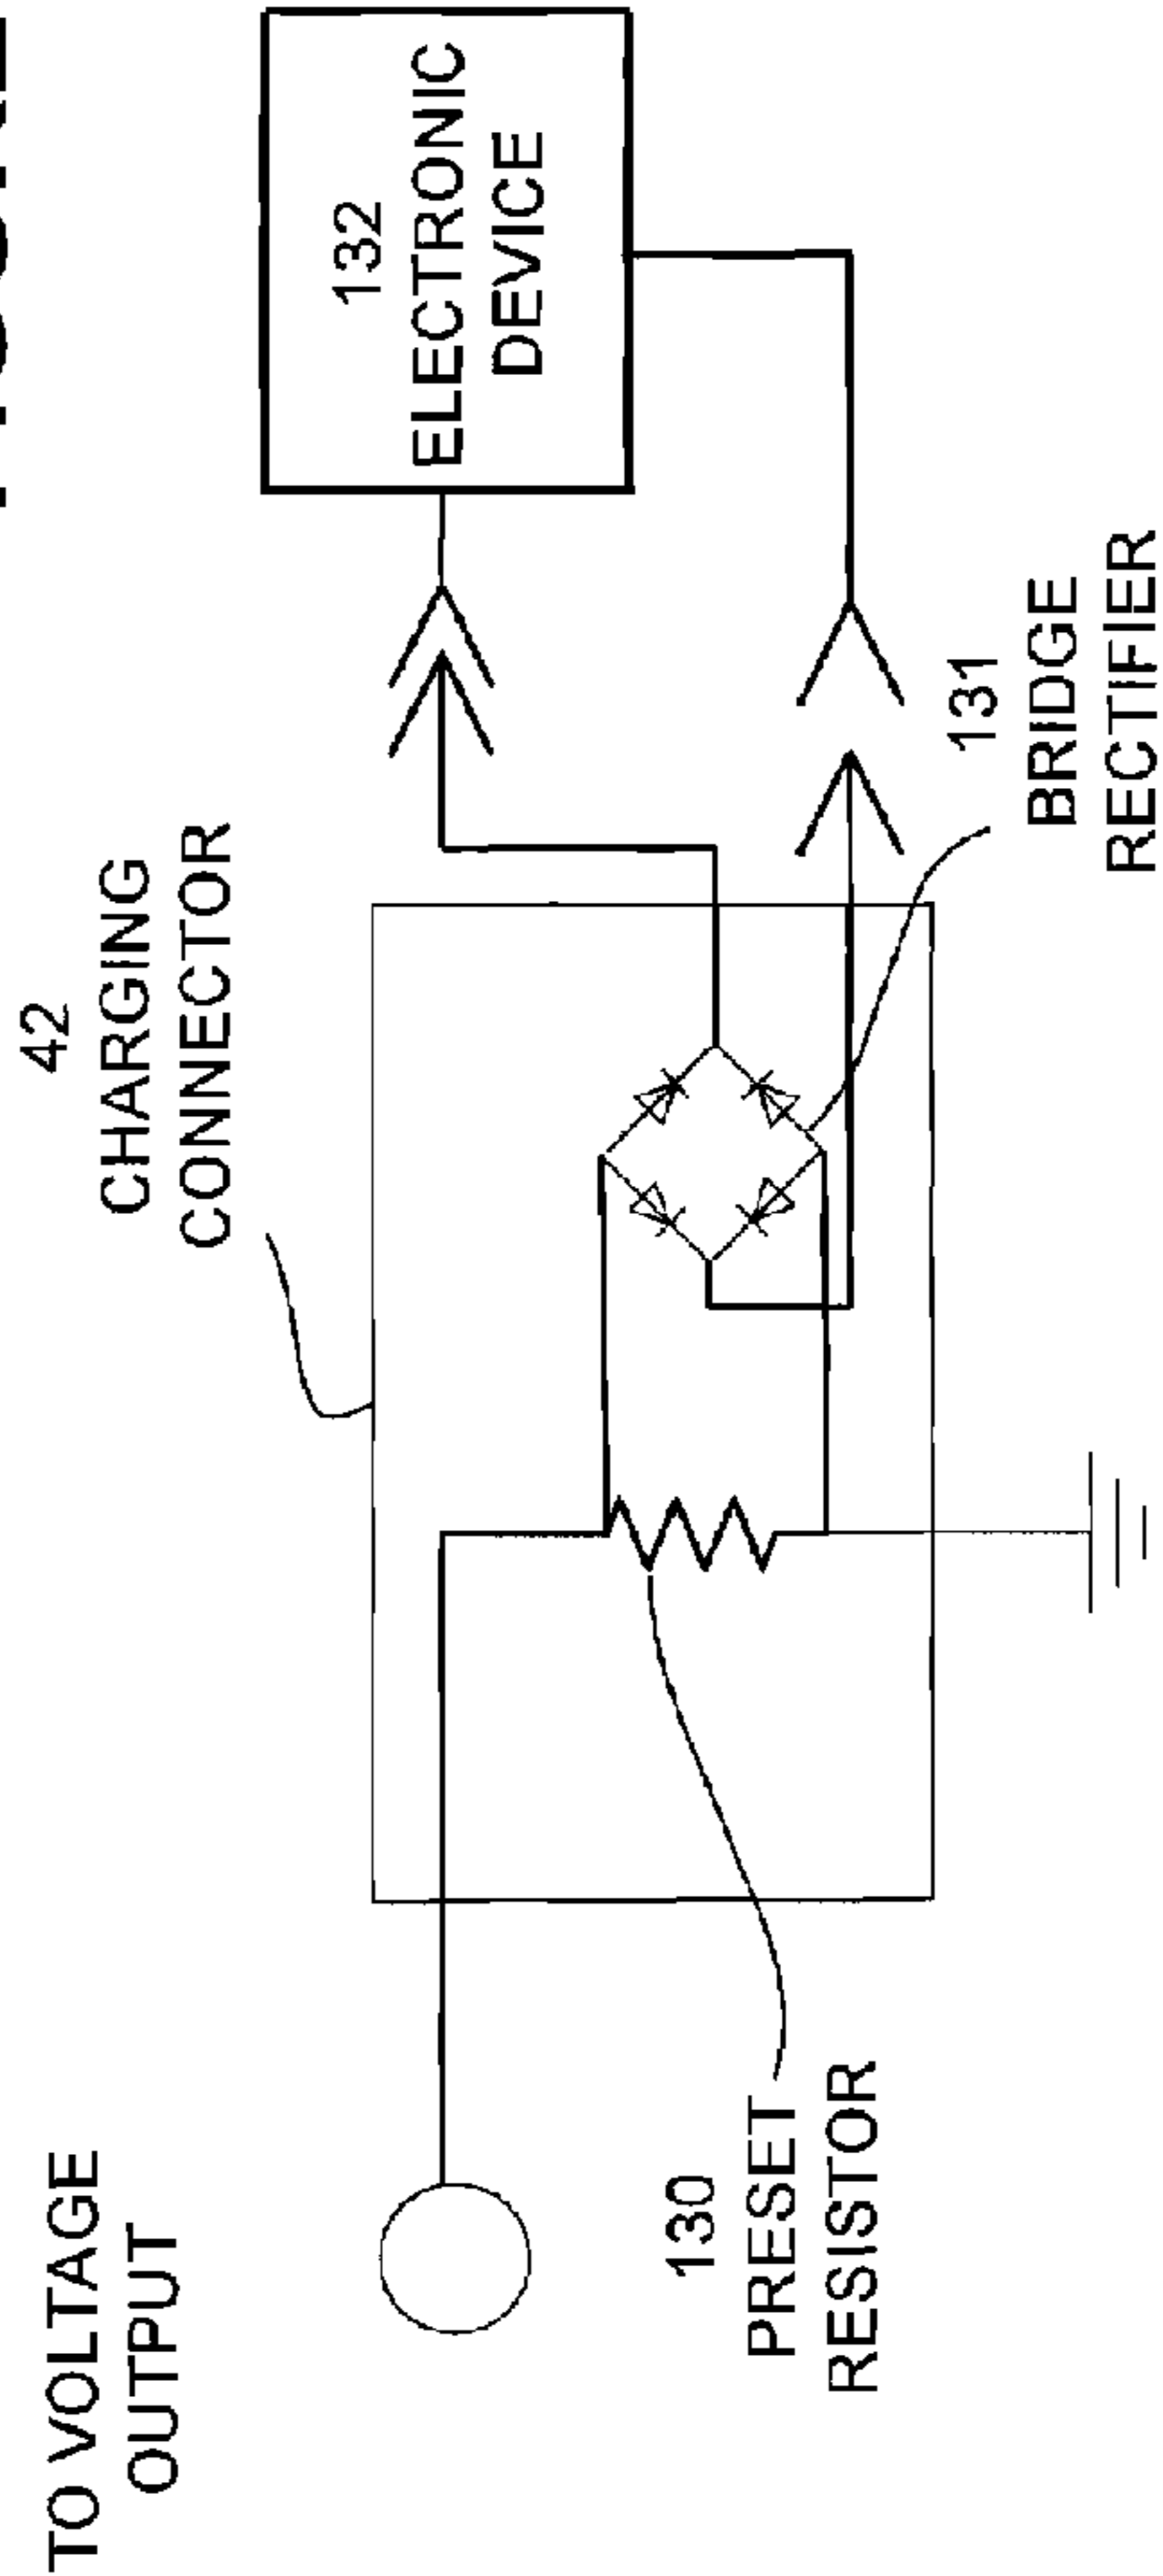 TO VOLTAGE
OUTPUT
42
CHARGING
CONNECTOR
132
ELECTRONIC
DEVICE
130
PRESET
RESISTOR
131
BRIDGE
RECTIFIER